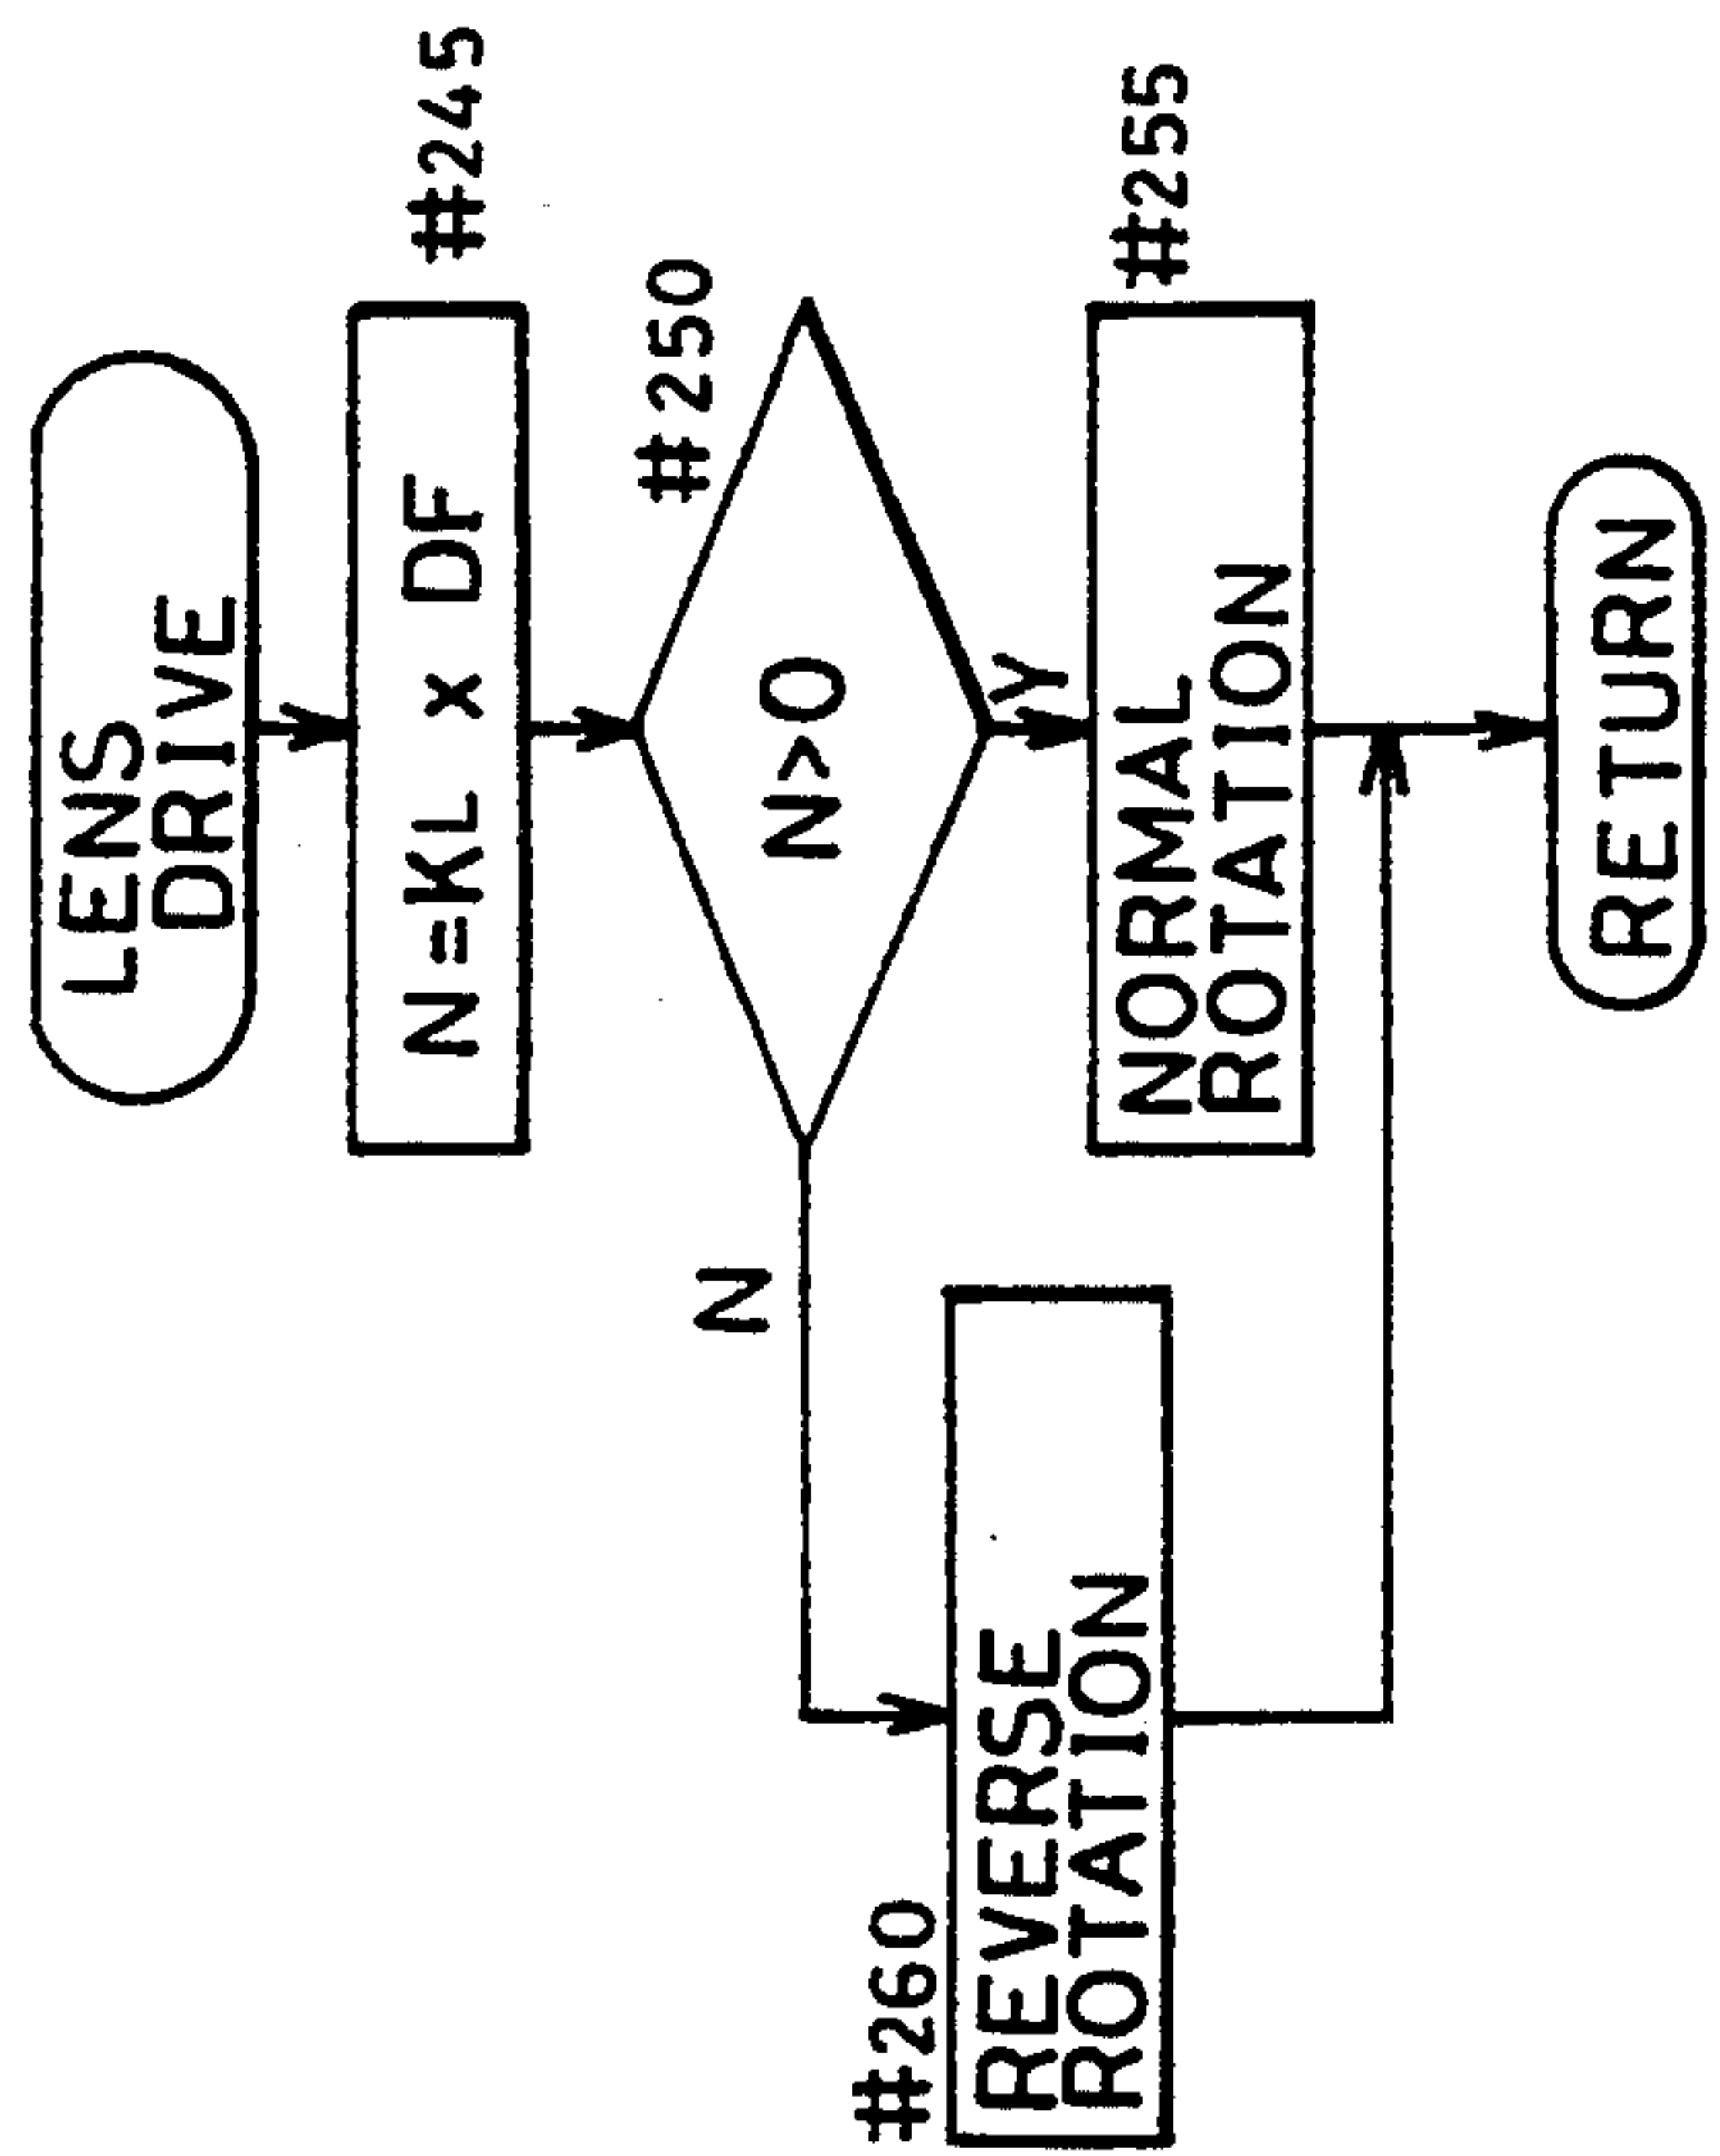 LENS
DRIVE
#245
N=KL x DF
#250
N>0
N
Y
#260
REVERSE
ROTATION
#255
NORMAL
ROTATION
RETURN